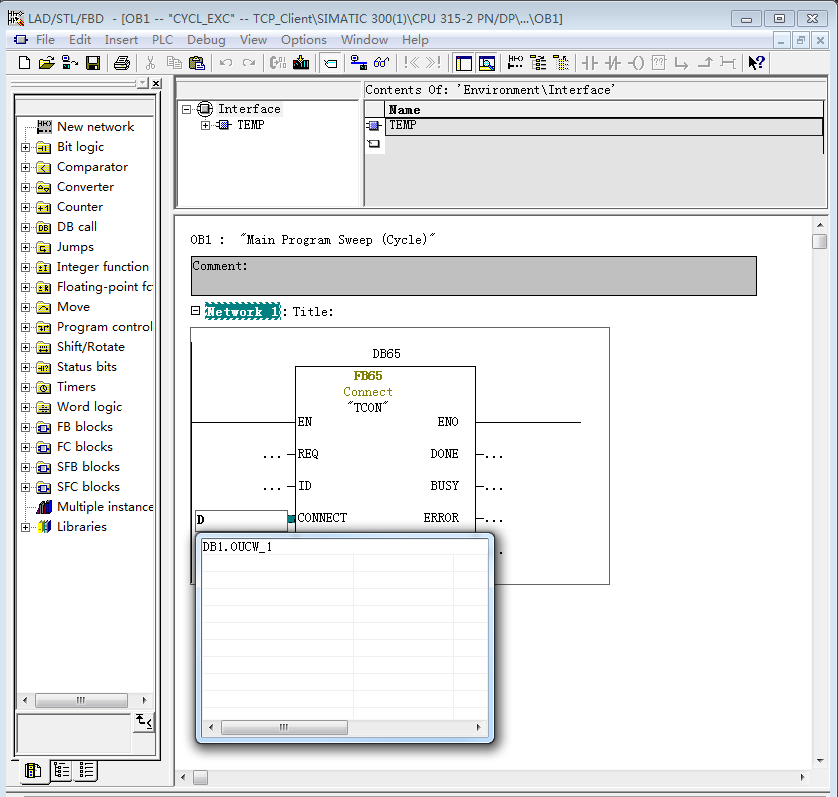 LAD/STL/FBD - [OB1 -- "CYCL_EXC" -- TCP_Client\SIMATIC 300(1)\CPU 315-2 PN/DP\...\OB1]
File Edit Insert PLC Debug View Options Window Help
New network
Bit logic
Comparator
Converter
Counter
DB call
Jumps
Integer function
Floating-point fct
Move
Program control
Shift/Rotate
Status bits
Timers
Word logic
FB blocks
FC blocks
SFB blocks
SFC blocks
Multiple instance
Libraries
Interface
TEMP
Contents Of: 'Environment\Interface'
Name
TEMP
OB1 : "Main Program Sweep (Cycle)"
Comment:
Network 1: Title:
DB65
FB65
Connect
"TCON"
EN ENO
... REQ DONE ...
... ID BUSY ...
D CONNECT ERROR ...
DB1.OUCW_1